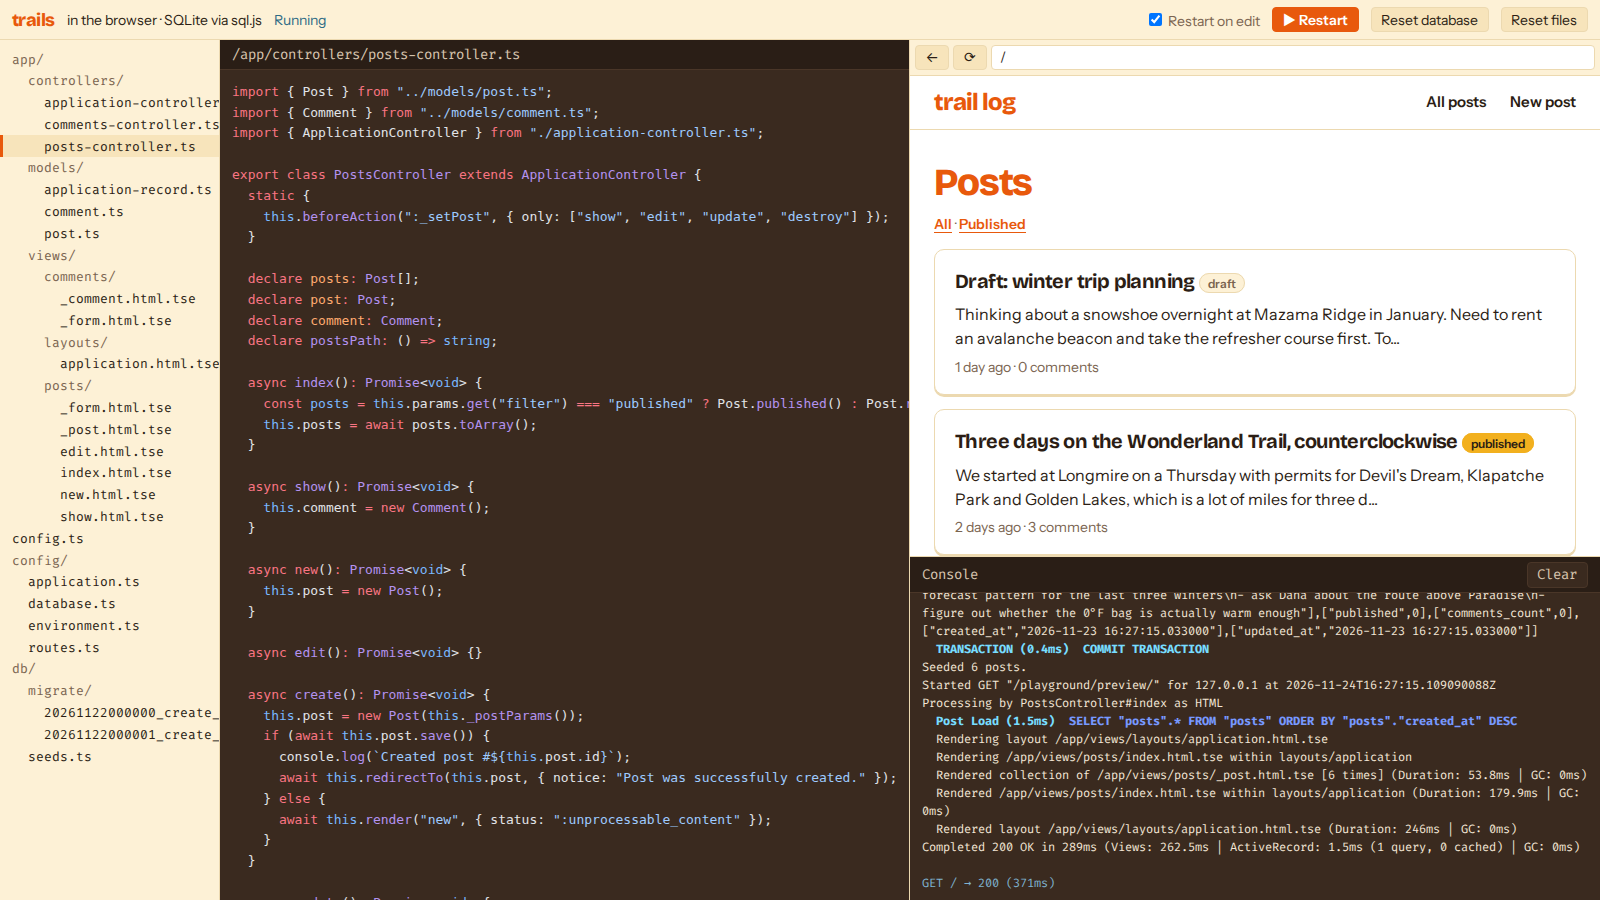 trails in the browser · SQLite via sql.js Running
Restart on edit ▶ Restart Reset database Reset files
app/
controllers/
application-controller
comments-controller.ts
posts-controller.ts
models/
application-record.ts
comment.ts
post.ts
views/
comments/
_comment.html.tse
_form.html.tse
layouts/
application.html.tse
posts/
_form.html.tse
_post.html.tse
edit.html.tse
index.html.tse
new.html.tse
show.html.tse
config.ts
config/
application.ts
database.ts
environment.ts
routes.ts
db/
migrate/
20261122000000_create_
20261122000001_create_
seeds.ts
/app/controllers/posts-controller.ts
import { Post } from "../models/post.ts";
import { Comment } from "../models/comment.ts";
import { ApplicationController } from "./application-controller.ts";
export class PostsController extends ApplicationController {
static {
this.beforeAction(":_setPost", { only: ["show", "edit", "update", "destroy"] });
}
declare posts: Post[];
declare post: Post;
declare comment: Comment;
declare postsPath: () => string;
async index(): Promise<void> {
const posts = this.params.get("filter") === "published" ? Post.published() : Post.
this.posts = await posts.toArray();
}
async show(): Promise<void> {
this.comment = new Comment();
}
async new(): Promise<void> {
this.post = new Post();
}
async edit(): Promise<void> {}
async create(): Promise<void> {
this.post = new Post(this._postParams());
if (await this.post.save()) {
console.log(`Created post #${this.post.id}`);
await this.redirectTo(this.post, { notice: "Post was successfully created." });
} else {
await this.render("new", { status: ":unprocessable_content" });
}
}
← ⟳ /
trail log All posts New post
Posts
All · Published
Draft: winter trip planning draft
Thinking about a snowshoe overnight at Mazama Ridge in January. Need to rent
an avalanche beacon and take the refresher course first. To...
1 day ago · 0 comments
Three days on the Wonderland Trail, counterclockwise published
We started at Longmire on a Thursday with permits for Devil's Dream, Klapatche
Park and Golden Lakes, which is a lot of miles for three d...
2 days ago · 3 comments
Console Clear
forecast pattern for the last three winters\n- ask Dana about the route above Paradise\n-
figure out whether the 0°F bag is actually warm enough"],["published",0],["comments_count",0],
["created_at","2026-11-23 16:27:15.033000"],["updated_at","2026-11-23 16:27:15.033000"]]
TRANSACTION (0.4ms) COMMIT TRANSACTION
Seeded 6 posts.
Started GET "/playground/preview/" for 127.0.0.1 at 2026-11-24T16:27:15.109090088Z
Processing by PostsController#index as HTML
Post Load (1.5ms) SELECT "posts".* FROM "posts" ORDER BY "posts"."created_at" DESC
Rendering layout /app/views/layouts/application.html.tse
Rendering /app/views/posts/index.html.tse within layouts/application
Rendered collection of /app/views/posts/_post.html.tse [6 times] (Duration: 53.8ms | GC: 0ms)
Rendered /app/views/posts/index.html.tse within layouts/application (Duration: 179.9ms | GC:
0ms)
Rendered layout /app/views/layouts/application.html.tse (Duration: 246ms | GC: 0ms)
Completed 200 OK in 289ms (Views: 262.5ms | ActiveRecord: 1.5ms (1 query, 0 cached) | GC: 0ms)
GET / → 200 (371ms)